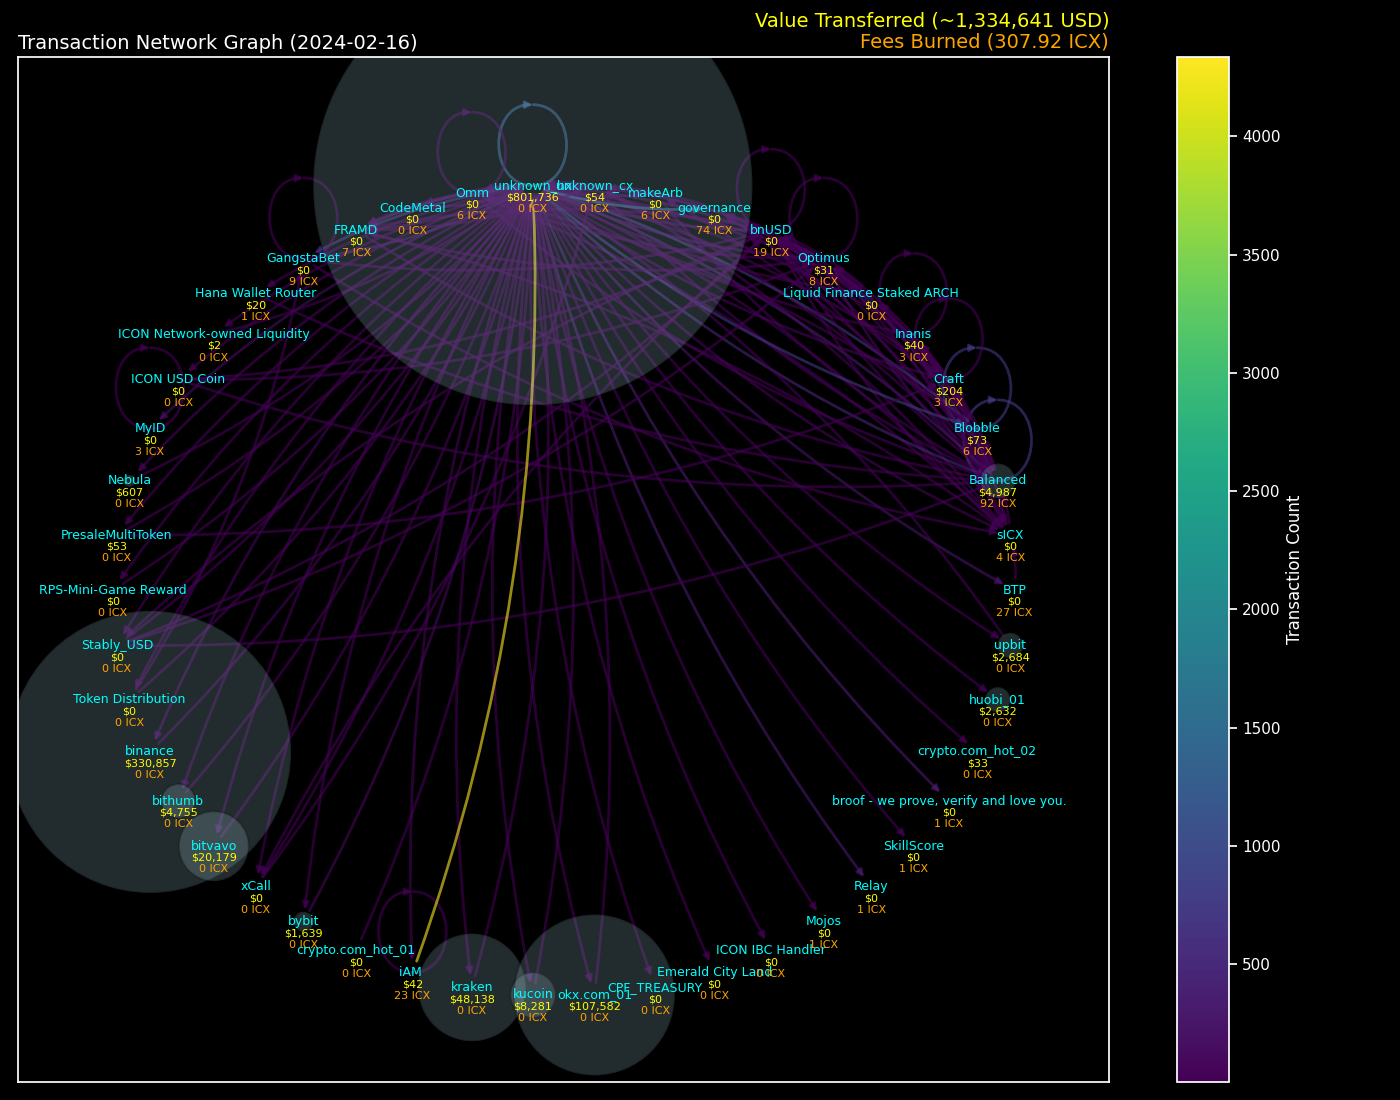 Value Transferred (~1,334,641 USD)
Transaction Network Graph (2024-02-16)
Fees Burned (307.92 ICX)
unknown_hx
$801,736
0 ICX
unknown_cx
$54
0 ICX
Omm
$0
6 ICX
makeArb
$0
6 ICX
CodeMetal
$0
0 ICX
governance
$0
74 ICX
FRAMD
$0
7 ICX
bnUSD
$0
19 ICX
GangstaBet
$0
9 ICX
Optimus
$31
8 ICX
Hana Wallet Router
$20
1 ICX
Liquid Finance Staked ARCH
$0
0 ICX
ICON Network-owned Liquidity
$2
0 ICX
Inanis
$40
3 ICX
ICON USD Coin
$0
0 ICX
Craft
$204
3 ICX
MyID
$0
3 ICX
Blobble
$73
6 ICX
Nebula
$607
0 ICX
Balanced
$4,987
92 ICX
PresaleMultiToken
$53
0 ICX
sICX
$0
4 ICX
RPS-Mini-Game Reward
$0
0 ICX
BTP
$0
27 ICX
Stably_USD
$0
0 ICX
upbit
$2,684
0 ICX
Token Distribution
$0
0 ICX
huobi_01
$2,632
0 ICX
binance
$330,857
0 ICX
crypto.com_hot_02
$33
0 ICX
bithumb
$4,755
0 ICX
broof - we prove, verify and love you.
$0
1 ICX
bitvavo
$20,179
0 ICX
SkillScore
$0
1 ICX
xCall
$0
0 ICX
Relay
$0
1 ICX
bybit
$1,639
0 ICX
Mojos
$0
1 ICX
crypto.com_hot_01
$0
0 ICX
ICON IBC Handler
$0
0 ICX
iAM
$42
23 ICX
Emerald City Land
$0
0 ICX
kraken
$48,138
0 ICX
kucoin
$8,281
0 ICX
okx.com_01
$107,582
0 ICX
CPF_TREASURY
$0
0 ICX
4000
3500
3000
2500
2000
1500
1000
500
Transaction Count